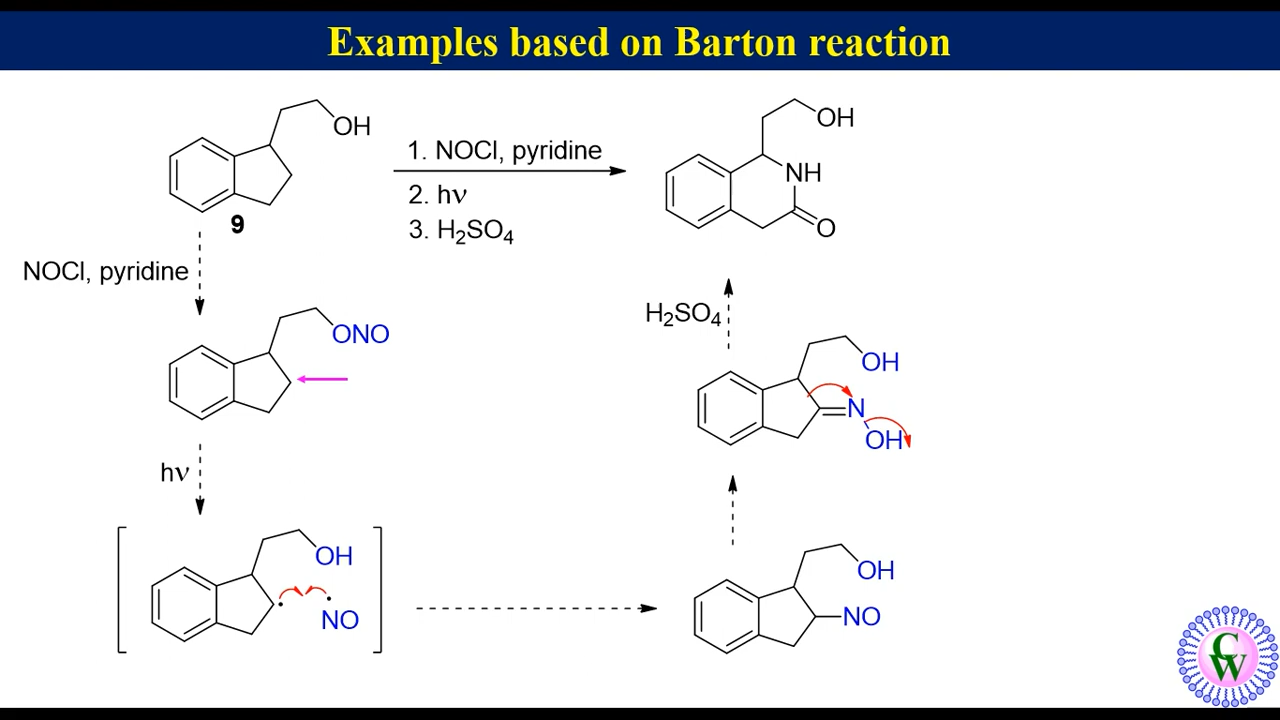 Examples based on Barton reaction
OH
9
1. NOCl, pyridine
2. hν
3. H₂SO₄
OH
NH
O
NOCl, pyridine
ONO
hν
OH
NO
OH
NO
OH
N
OH
H₂SO₄
CW